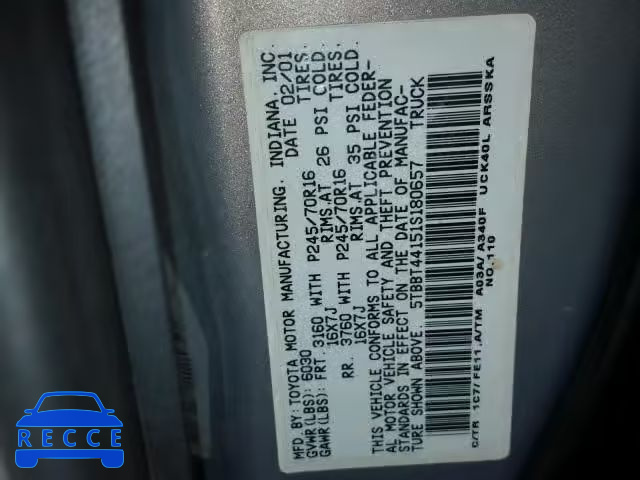 MFD.BY: TOYOTA MOTOR MANUFACTURING, INDIANA, INC.
GVWR(LBS): 6030 DATE 02/01
GAWR(LBS): FRT. 3160 WITH P245/70R16 TIRES,
16X7J RIMS,AT 26 PSI COLD.
RR. 3760 WITH P245/70R16 TIRES,
16X7J RIMS,AT 35 PSI COLD.
THIS VEHICLE CONFORMS TO ALL APPLICABLE FEDER-
AL MOTOR VEHICLE SAFETY AND THEFT PREVENTION
STANDARDS IN EFFECT ON THE DATE OF MANUFAC-
TURE SHOWN ABOVE. 5TBBT44151S180657 TRUCK
C/TR 1C7/ FE11.A/TM A03A/ A340F UCK40L ARSSKA
NO.110
RECCE